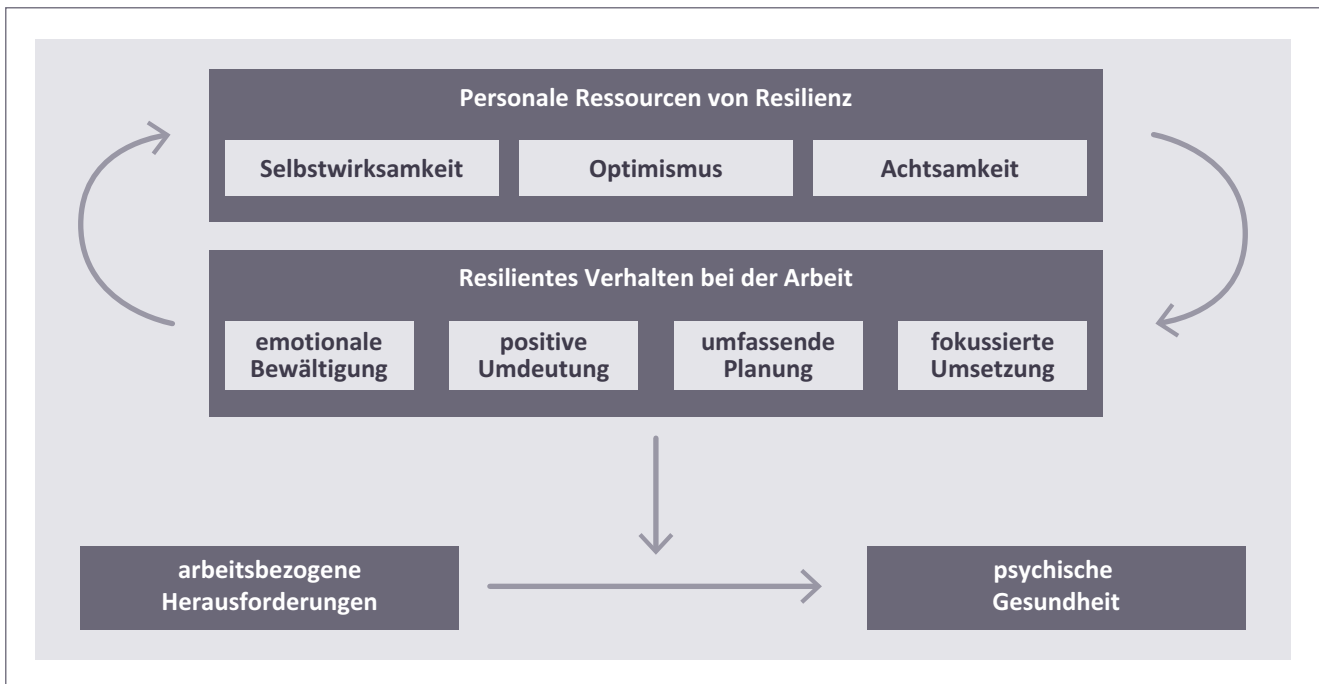 Personale Ressourcen von Resilienz
Selbstwirksamkeit
Optimismus
Achtsamkeit
Resilientes Verhalten bei der Arbeit
emotionale
Bewältigung
positive
Umdeutung
umfassende
Planung
fokussierte
Umsetzung
arbeitsbezogene
Herausforderungen
psychische
Gesundheit